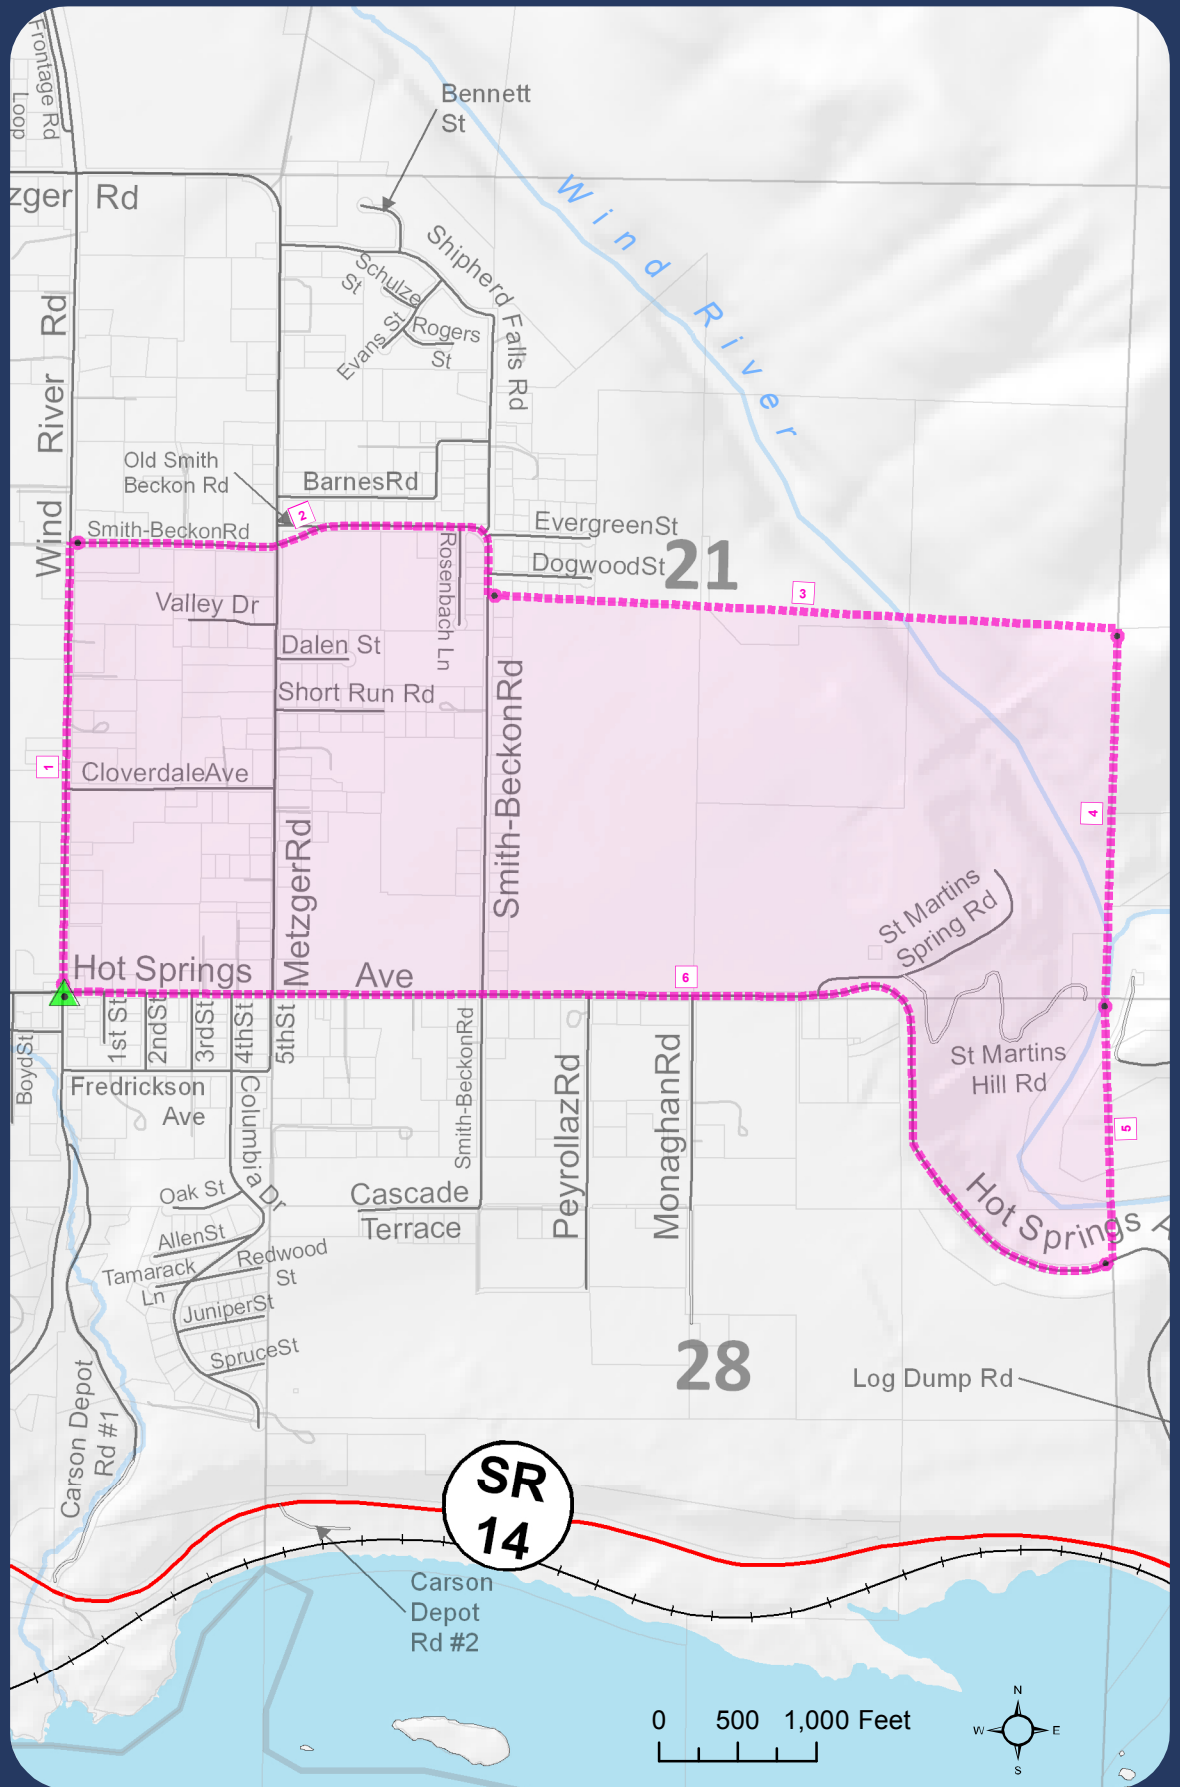 Frontage Rd
Loop
Bennett
St
zger Rd
Wind River
Shipherd Falls Rd
Schulze
St
Evans St
Rogers
St
Wind River Rd
Old Smith
Beckon Rd
BarnesRd
2
Smith-BeckonRd
EvergreenSt
DogwoodSt
21
3
Rosenbach Ln
Valley Dr
Dalen St
Short Run Rd
Smith-BeckonRd
1
CloverdaleAve
MetzgerRd
4
St Martins
Spring Rd
Hot Springs Ave
6
1st St
2ndSt
3rdSt
4thSt
5thSt
BoydSt
Smith-BeckonRd
PeyrollazRd
MonaghanRd
St Martins
Hill Rd
5
Fredrickson
Ave
Columbia Dr
Oak St
Cascade
Terrace
Hot Springs A
AllenSt
Tamarack
Ln
Redwood
St
JuniperSt
SpruceSt
28
Log Dump Rd
Carson Depot
Rd #1
SR
14
Carson
Depot
Rd #2
0 500 1,000 Feet
N
W E
S